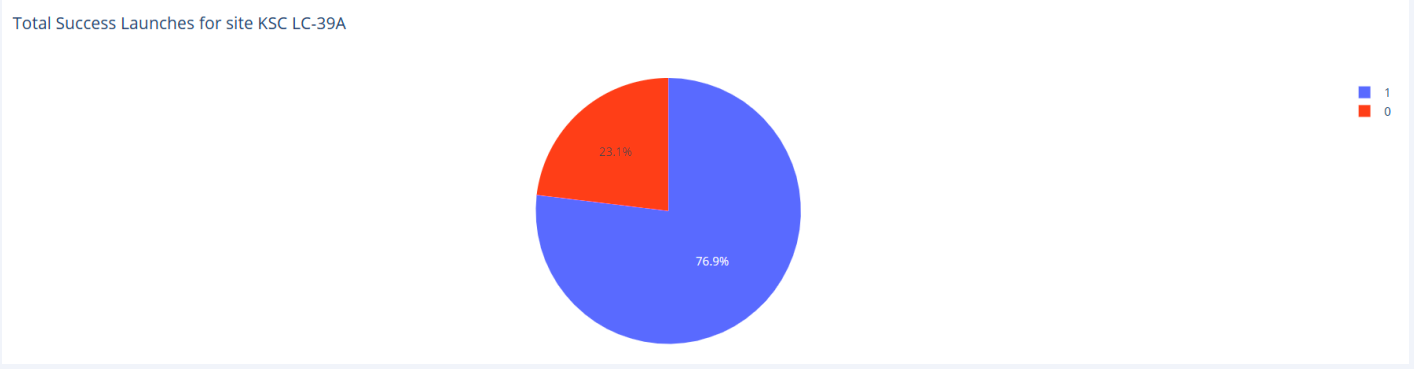 Total Success Launches for site KSC LC-39A
1
0
23.1%
76.9%